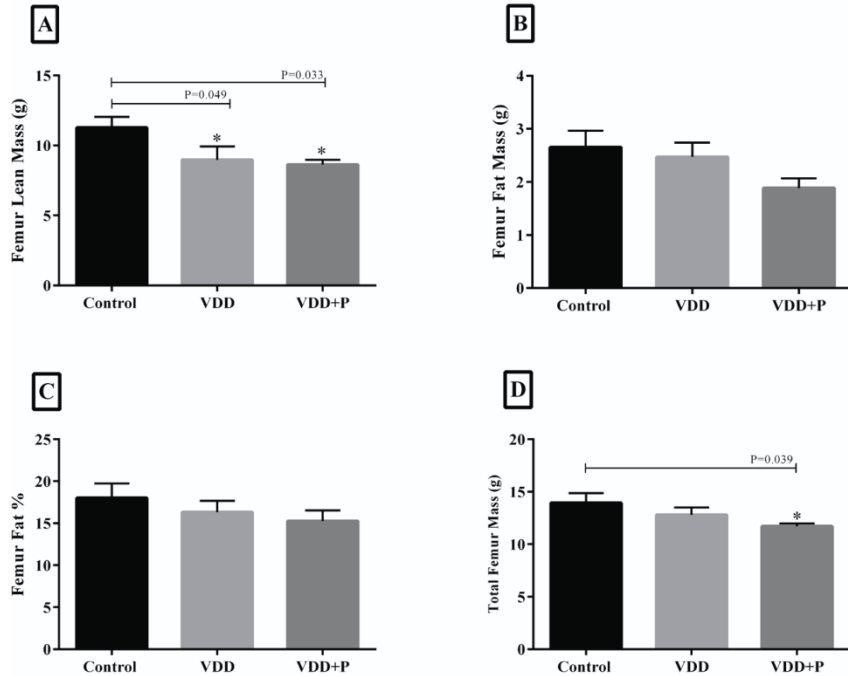 A
Femur Lean Mass (g)
15
10
5
0
P=0.033
P=0.049
*
*
Control VDD VDD+P
B
Femur Fat Mass (g)
4
3
2
1
0
Control VDD VDD+P
C
Femur Fat %
25
20
15
10
5
0
Control VDD VDD+P
D
Total Femur Mass (g)
20
15
10
5
0
P=0.039
*
Control VDD VDD+P